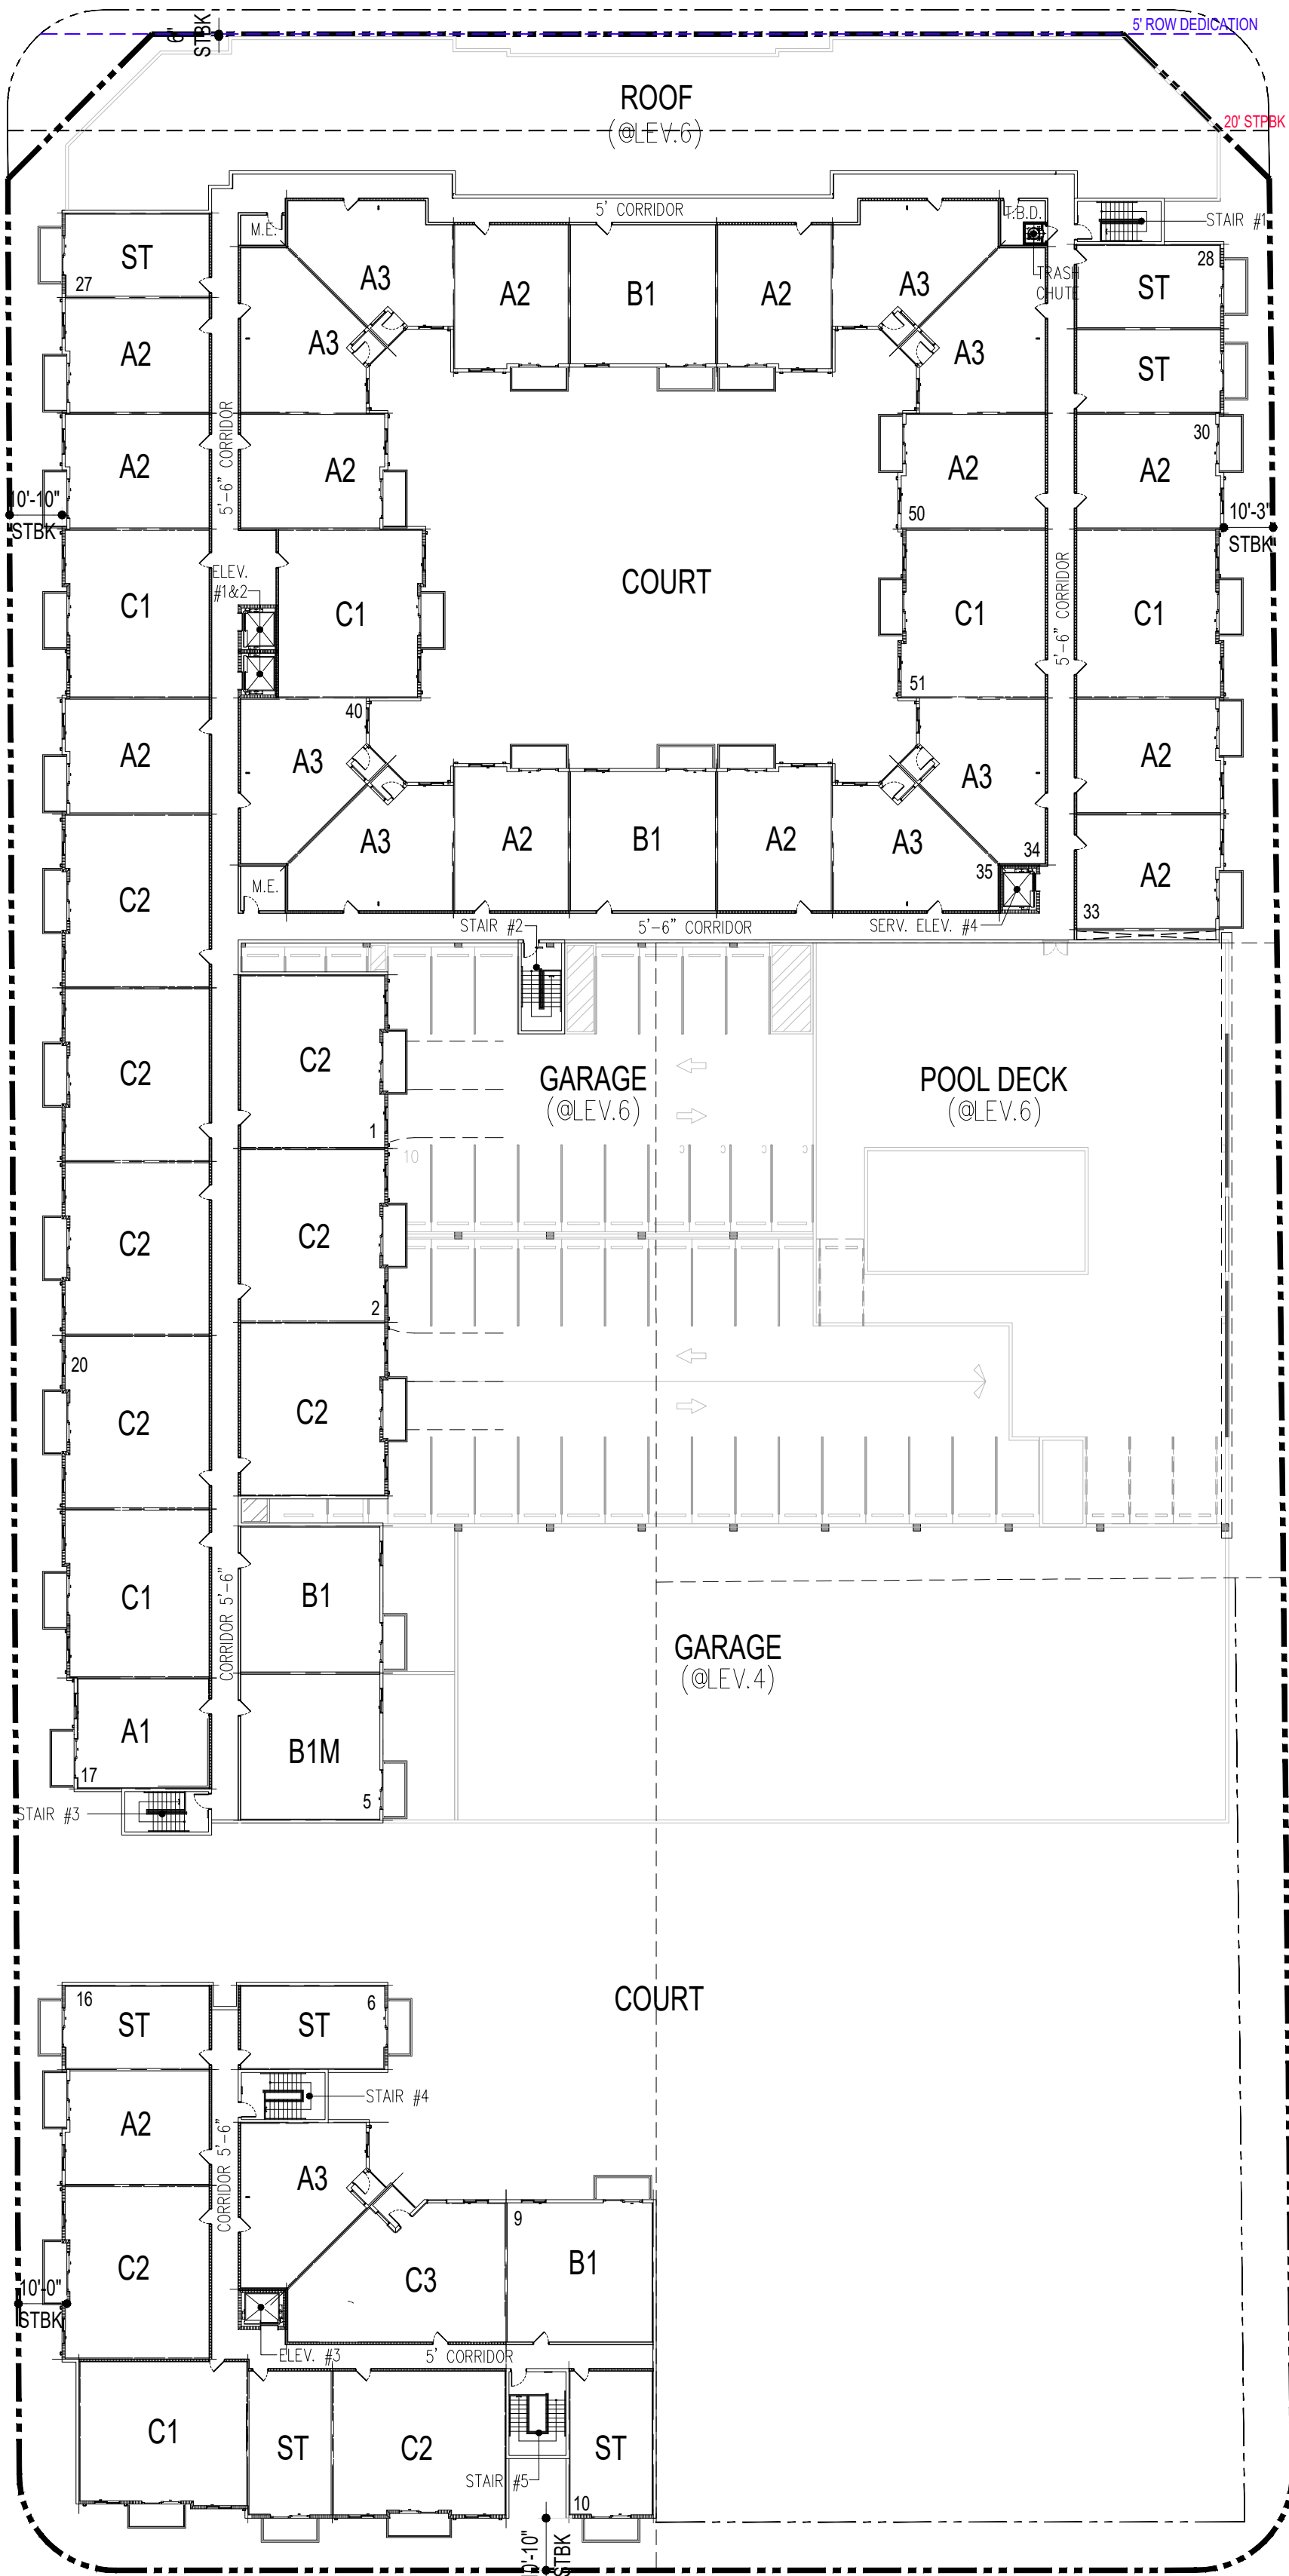 6'
STBK
5' ROW DEDICATION
ROOF
(@LEV.6)
20' STPBK
5' CORRIDOR
M.E.
T.B.D.
STAIR #1
ST
27
A3
A2
B1
A2
A3
TRASH
CHUTE
28
ST
A2
A3
A3
ST
A2
5'-6" CORRIDOR
A2
A2
50
30
A2
10'-10"
STBK
10'-3"
STBK
ELEV.
#1&2
COURT
C1
C1
C1
51
5'-6" CORRIDOR
C1
A2
40
A3
A3
A2
A3
A2
B1
A2
A3
34
35
A2
33
C2
M.E.
STAIR #2
5'-6" CORRIDOR
SERV. ELEV. #4
C2
C2
1
GARAGE
(@LEV.6)
POOL DECK
(@LEV.6)
10
C2
C2
2
20
C2
C2
C1
CORRIDOR 5'-6"
B1
GARAGE
(@LEV.4)
A1
17
B1M
5
STAIR #3
16
ST
ST
6
COURT
STAIR #4
A2
CORRIDOR 5'-6"
A3
9
B1
C2
C3
10'-0"
STBK
ELEV. #3
5' CORRIDOR
C1
ST
C2
ST
STAIR #5
10
STBK